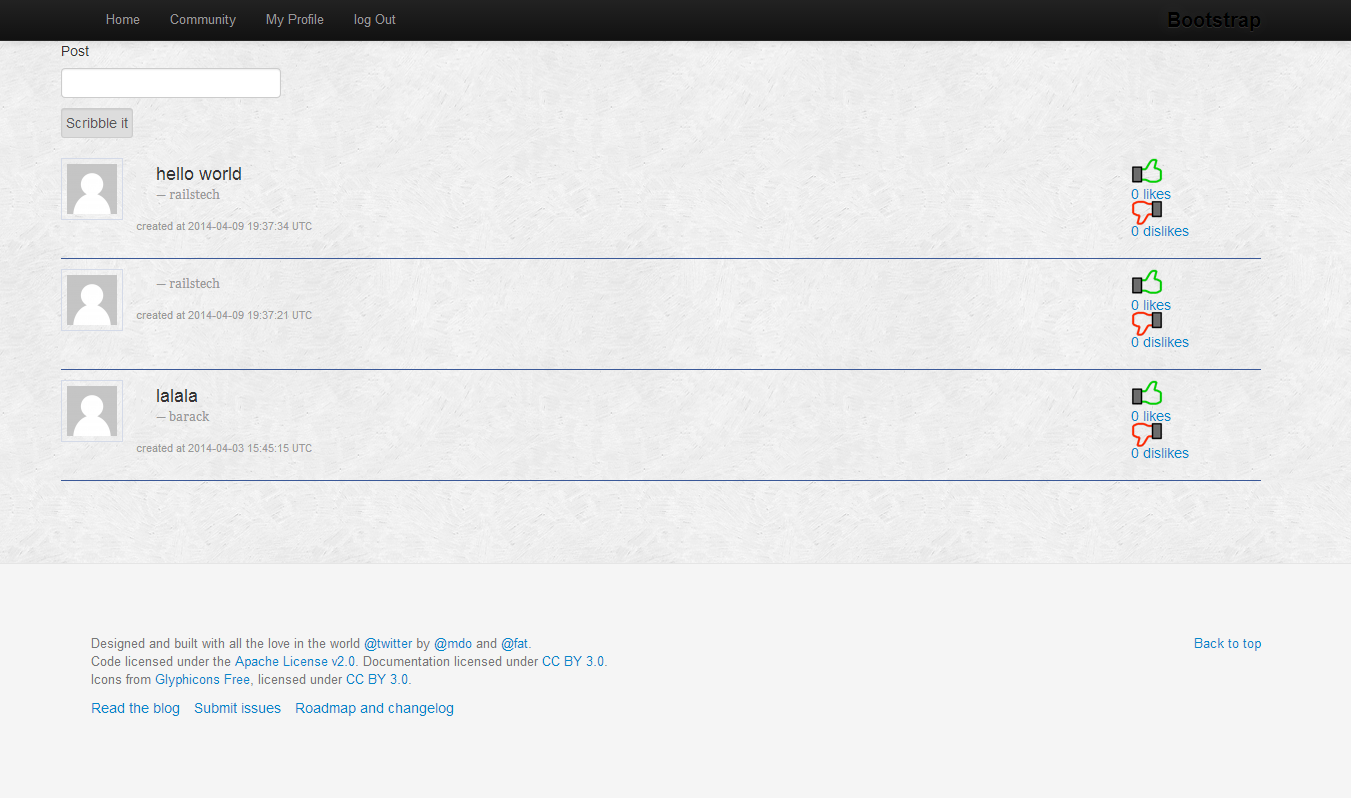 Home Community My Profile log Out Bootstrap
Post
Scribble it
hello world
— railstech
created at 2014-04-09 19:37:34 UTC
0 likes
0 dislikes
— railstech
created at 2014-04-09 19:37:21 UTC
0 likes
0 dislikes
lalala
— barack
created at 2014-04-03 15:45:15 UTC
0 likes
0 dislikes
Designed and built with all the love in the world @twitter by @mdo and @fat. Back to top
Code licensed under the Apache License v2.0. Documentation licensed under CC BY 3.0.
Icons from Glyphicons Free, licensed under CC BY 3.0.
Read the blog Submit issues Roadmap and changelog